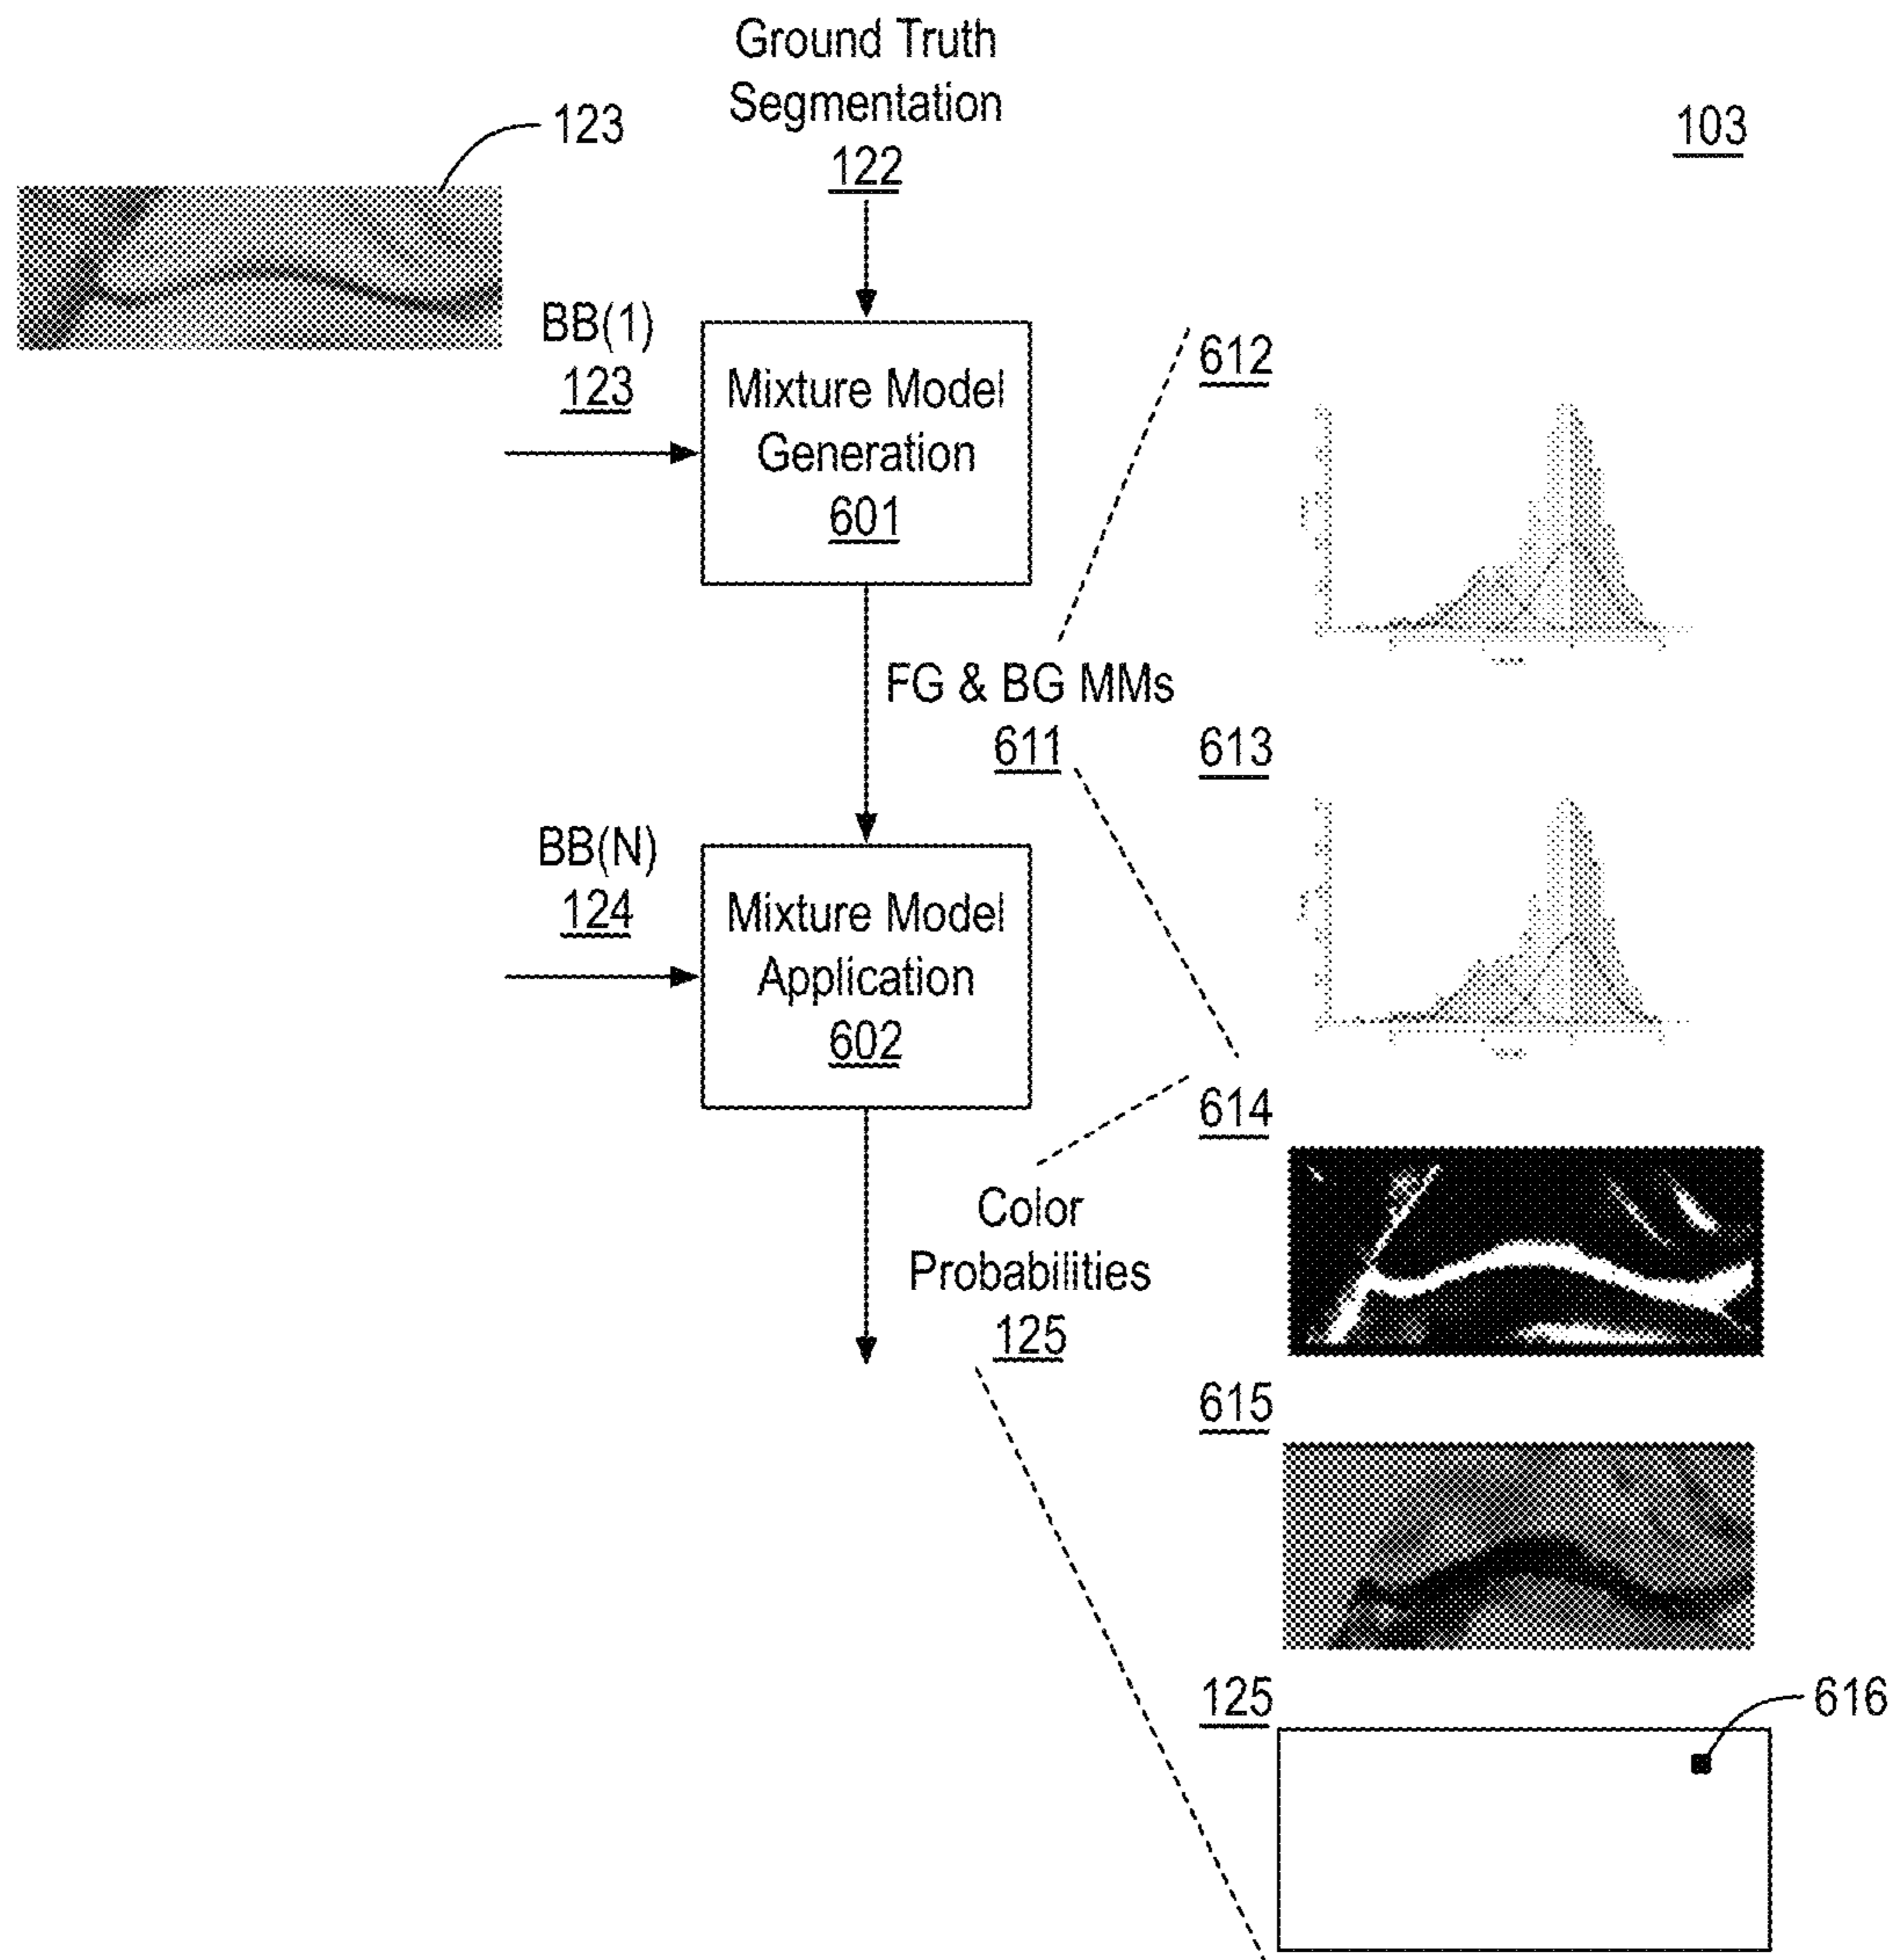 Ground Truth
Segmentation
122
103
123
BB(1)
123
Mixture Model
Generation
601
612
FG & BG MMs
611
613
BB(N)
124
Mixture Model
Application
602
614
Color
Probabilities
125
615
125
616